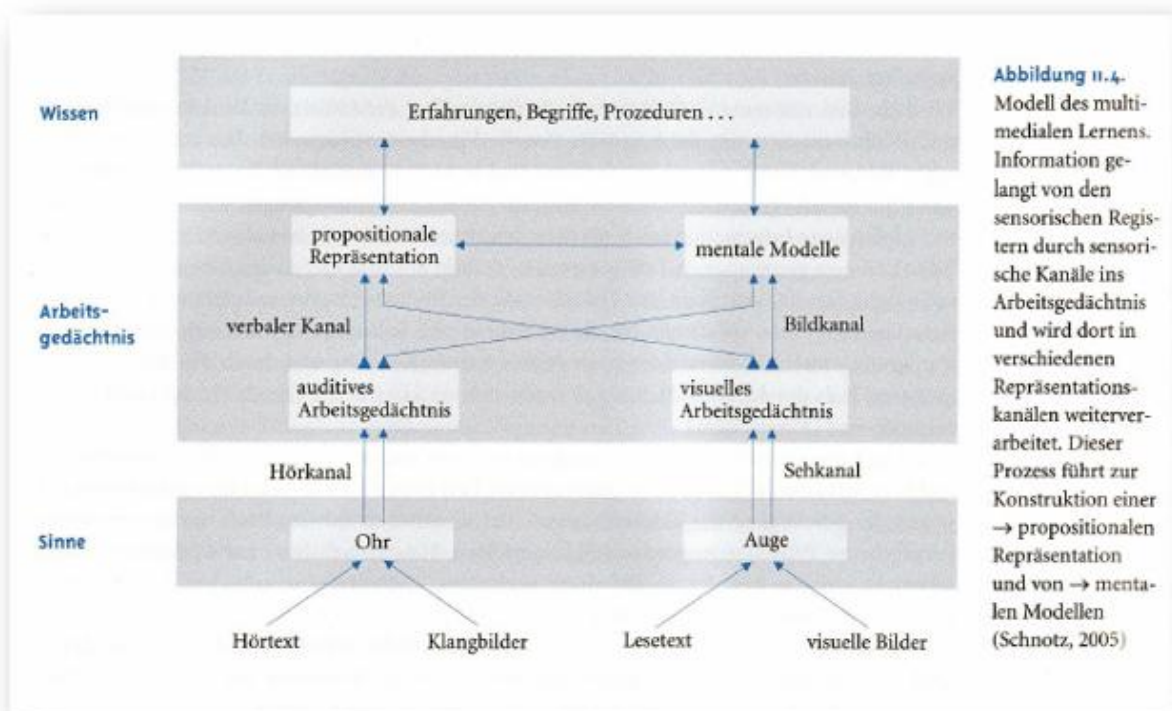 Wissen
Erfahrungen, Begriffe, Prozeduren . . .
Arbeits-
gedächtnis
propositionale
Repräsentation
mentale Modelle
verbaler Kanal
Bildkanal
auditives
Arbeitsgedächtnis
visuelles
Arbeitsgedächtnis
Hörkanal
Sehkanal
Sinne
Ohr
Auge
Hörtext
Klangbilder
Lesetext
visuelle Bilder
Abbildung 11.4.
Modell des multi-
medialen Lernens.
Information ge-
langt von den
sensorischen Regis-
tern durch sensori-
sche Kanäle ins
Arbeitsgedächtnis
und wird dort in
verschiedenen
Repräsentations-
kanälen weiterver-
arbeitet. Dieser
Prozess führt zur
Konstruktion einer
→ propositionalen
Repräsentation
und von → menta-
len Modellen
(Schnotz, 2005)